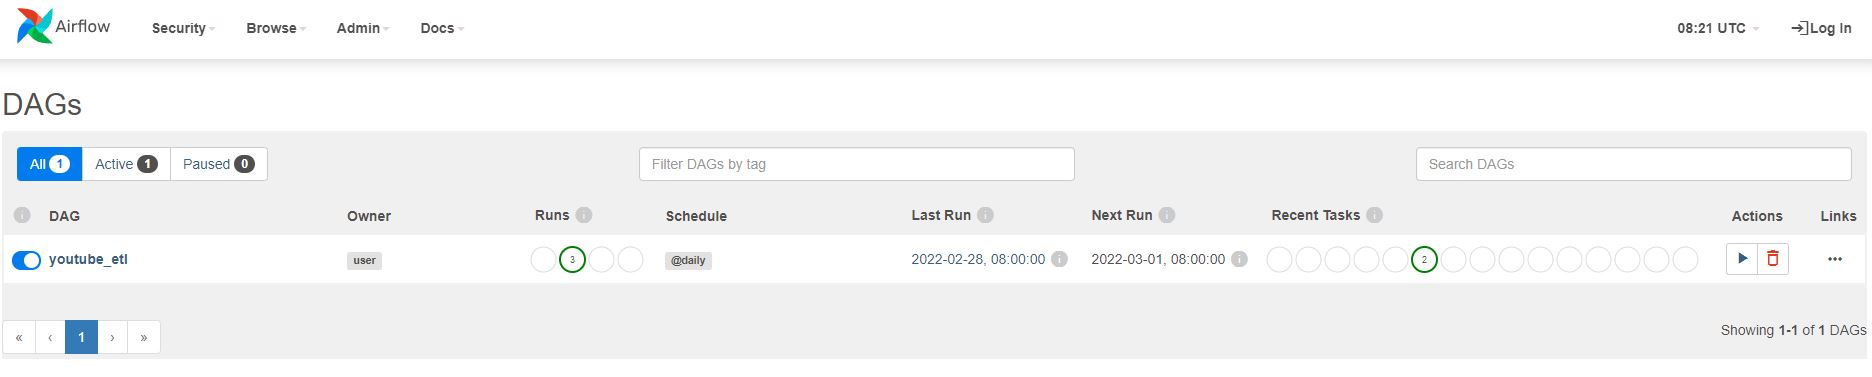 Airflow Security Browse Admin Docs 08:21 UTC Log In
DAGs
All 1 Active 1 Paused 0 Filter DAGs by tag Search DAGs
i DAG Owner Runs i Schedule Last Run i Next Run i Recent Tasks i Actions Links
youtube_etl user 3 @daily 2022-02-28, 08:00:00 i 2022-03-01, 08:00:00 i 2 ...
« ‹ 1 › » Showing 1-1 of 1 DAGs